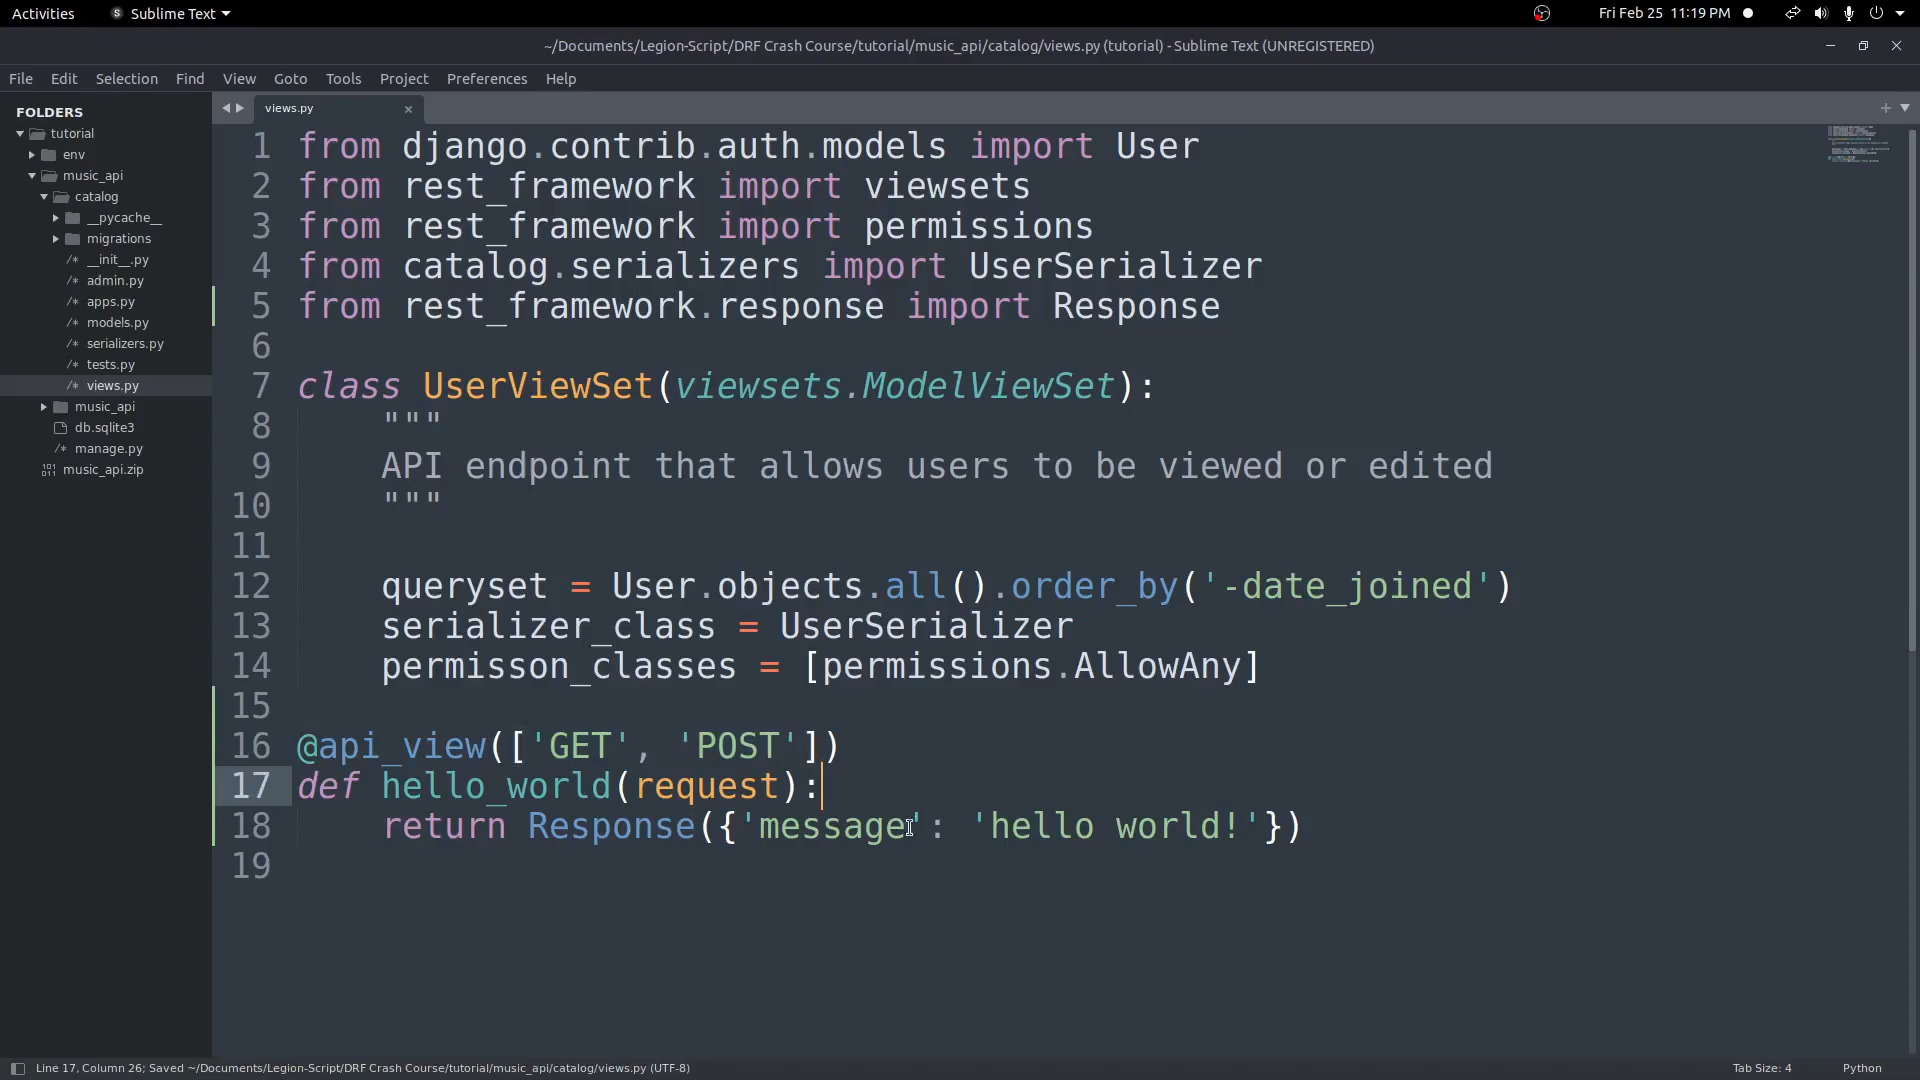 Activities Sublime Text Fri Feb 25 11:19 PM
~/Documents/Legion-Script/DRF Crash Course/tutorial/music_api/catalog/views.py (tutorial) - Sublime Text (UNREGISTERED)
File Edit Selection Find View Goto Tools Project Preferences Help
FOLDERS
tutorial
env
music_api
catalog
__pycache__
migrations
__init__.py
admin.py
apps.py
models.py
serializers.py
tests.py
views.py
music_api
db.sqlite3
manage.py
music_api.zip
views.py
1 from django.contrib.auth.models import User
2 from rest_framework import viewsets
3 from rest_framework import permissions
4 from catalog.serializers import UserSerializer
5 from rest_framework.response import Response
6
7 class UserViewSet(viewsets.ModelViewSet):
8     """
9     API endpoint that allows users to be viewed or edited
10     """
11
12     queryset = User.objects.all().order_by('-date_joined')
13     serializer_class = UserSerializer
14     permisson_classes = [permissions.AllowAny]
15
16 @api_view(['GET', 'POST'])
17 def hello_world(request):
18     return Response({'message': 'hello world!'})
19
Line 17, Column 26; Saved ~/Documents/Legion-Script/DRF Crash Course/tutorial/music_api/catalog/views.py (UTF-8) Tab Size: 4 Python